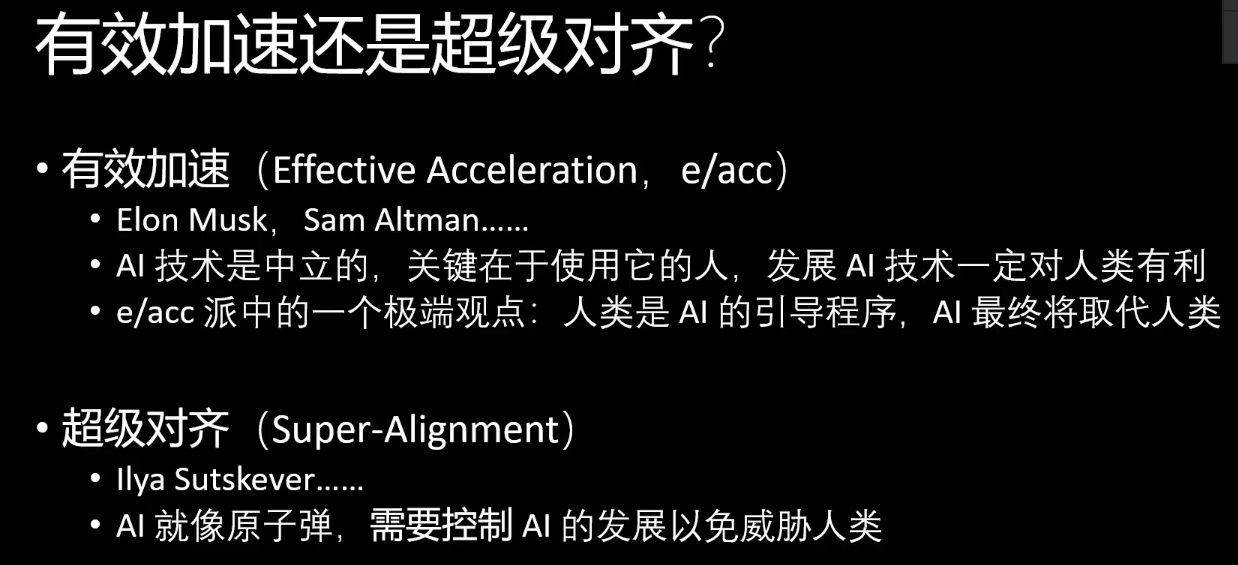 有效加速还是超级对齐？
• 有效加速（Effective Acceleration，e/acc）
• Elon Musk，Sam Altman……
• AI 技术是中立的，关键在于使用它的人，发展 AI 技术一定对人类有利
• e/acc 派中的一个极端观点：人类是 AI 的引导程序，AI 最终将取代人类
• 超级对齐（Super-Alignment）
• Ilya Sutskever……
• AI 就像原子弹，需要控制 AI 的发展以免威胁人类